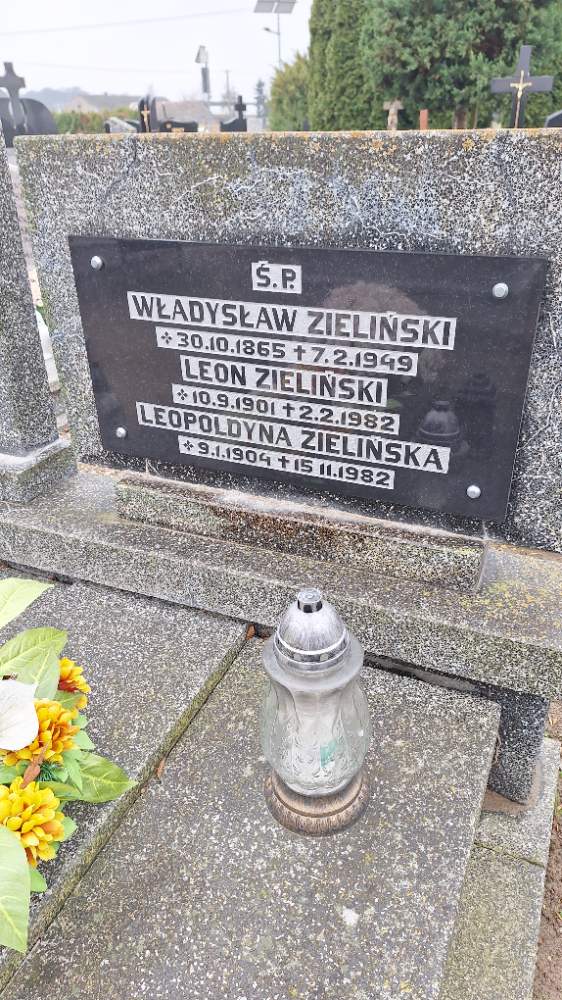 Ś.P.
WŁADYSŁAW ZIELIŃSKI
*30.10.1865 +7.2.1949
LEON ZIELIŃSKI
*10.9.1901 +2.2.1982
LEOPOLDYNA ZIELIŃSKA
*9.1.1904 +15.11.1982